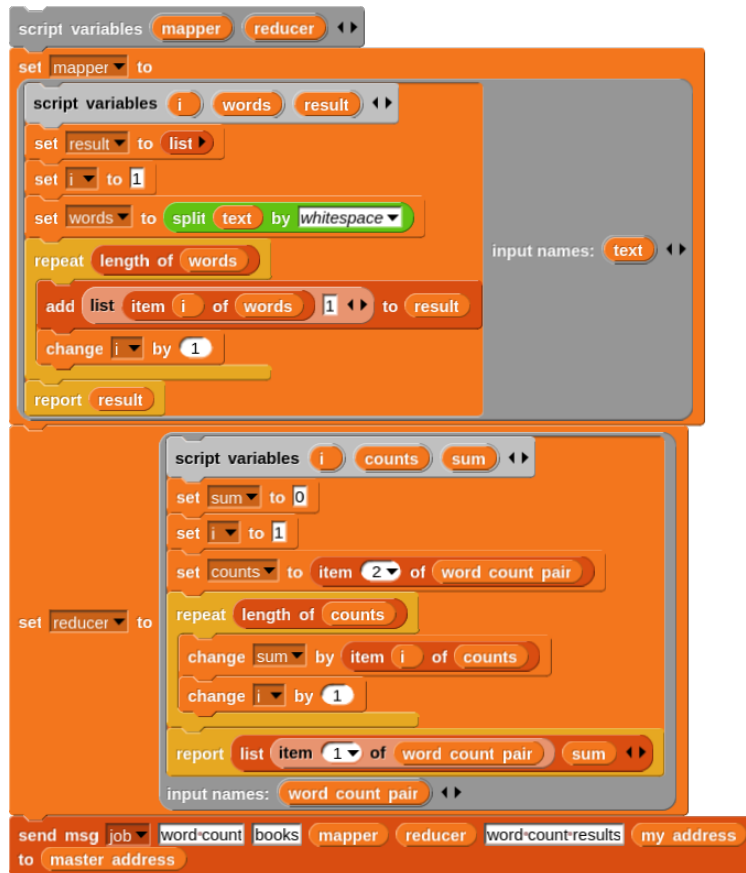 script variables mapper reducer
set mapper to
script variables i words result
set result to list
set i to 1
set words to split text by whitespace
repeat length of words
input names: text
add list item i of words 1 to result
change i by 1
report result
script variables i counts sum
set sum to 0
set i to 1
set counts to item 2 of word count pair
set reducer to
repeat length of counts
change sum by item i of counts
change i by 1
report list item 1 of word count pair sum
input names: word count pair
send msg job word·count books mapper reducer word·count·results my address
to master address